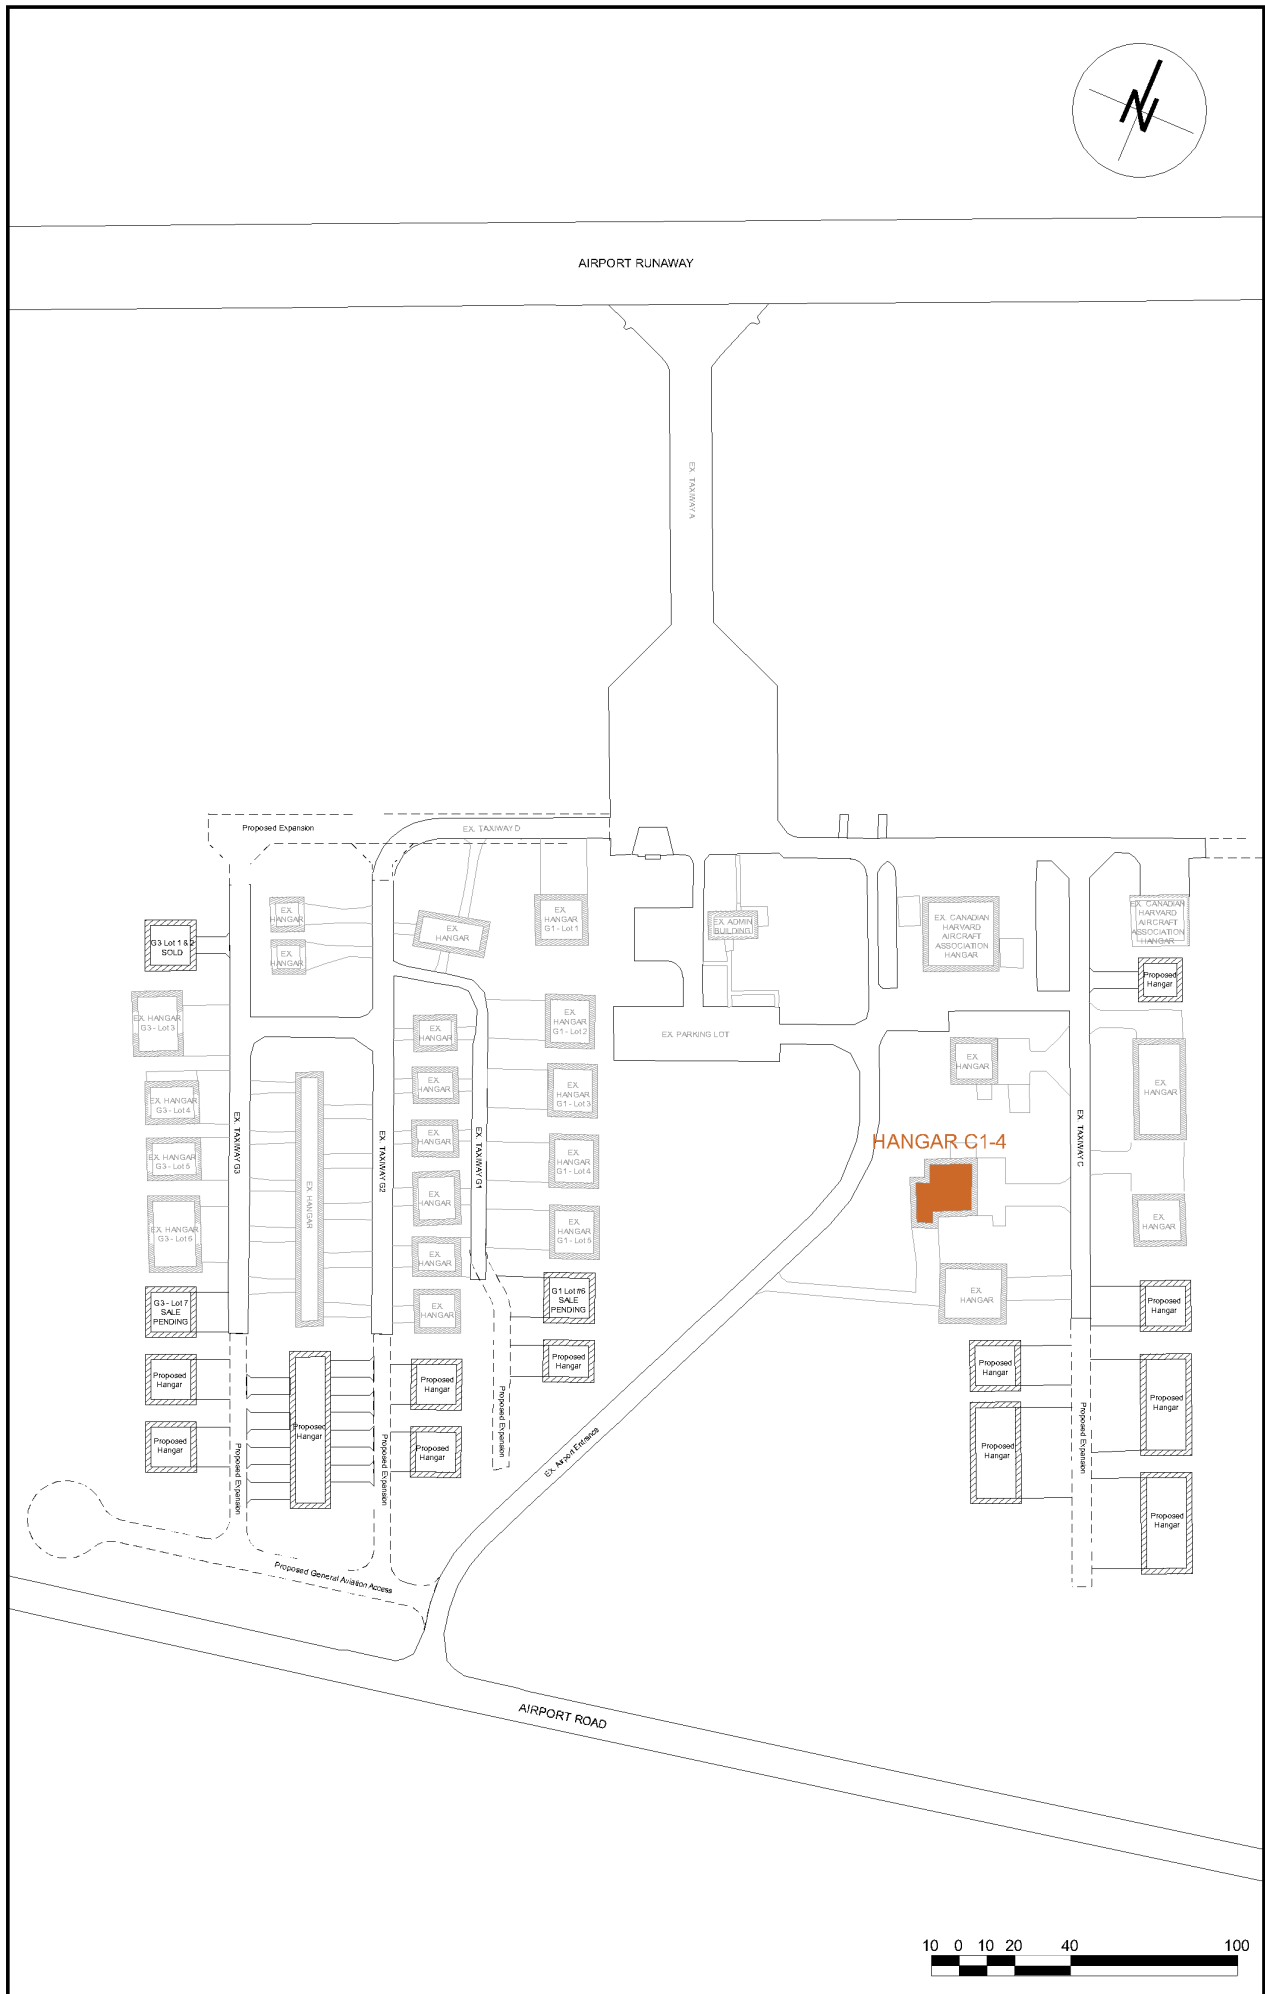 N
AIRPORT RUNAWAY
EX. TAXIWAY A
Proposed Expansion
EX. TAXIWAY D
EX.
HANGAR
EX.
HANGAR
EX.
HANGAR
EX.
HANGAR
G1 - Lot 1
EX. ADMIN
BUILDING
EX. CANADIAN
HARVARD
AIRCRAFT
ASSOCIATION
HANGAR
EX. CANADIAN
HARVARD
AIRCRAFT
ASSOCIATION
HANGAR
G3 Lot 1 & 2
SOLD
Proposed
Hangar
EX. HANGAR
G3 - Lot 3
EX.
HANGAR
EX.
HANGAR
G1 - Lot 2
EX. PARKING LOT
EX.
HANGAR
EX. HANGAR
G3 - Lot 4
EX.
HANGAR
EX.
HANGAR
G1 - Lot 3
EX.
HANGAR
EX. TAXIWAY G3
EX. HANGAR
EX. TAXIWAY G2
EX.
HANGAR
EX. TAXIWAY G1
EX. TAXIWAY C
HANGAR C1-4
EX. HANGAR
G3 - Lot 5
EX.
HANGAR
G1 - Lot 4
EX.
HANGAR
EX. HANGAR
G3 - Lot 6
EX.
HANGAR
G1 - Lot 5
EX.
HANGAR
EX.
HANGAR
G3 - Lot 7
SALE
PENDING
EX.
HANGAR
G1 Lot #6
SALE
PENDING
EX.
HANGAR
Proposed
Hangar
Proposed
Hangar
Proposed
Hangar
Proposed
Hangar
Proposed
Hangar
Proposed
Hangar
Proposed Expansion
Proposed Expansion
Proposed
Hangar
Proposed
Hangar
Proposed Expansion
Proposed
Hangar
Proposed Expansion
Proposed
Hangar
EX. Airport Entrance
Proposed
Hangar
Proposed General Aviation Access
AIRPORT ROAD
10 0 10 20 40 100